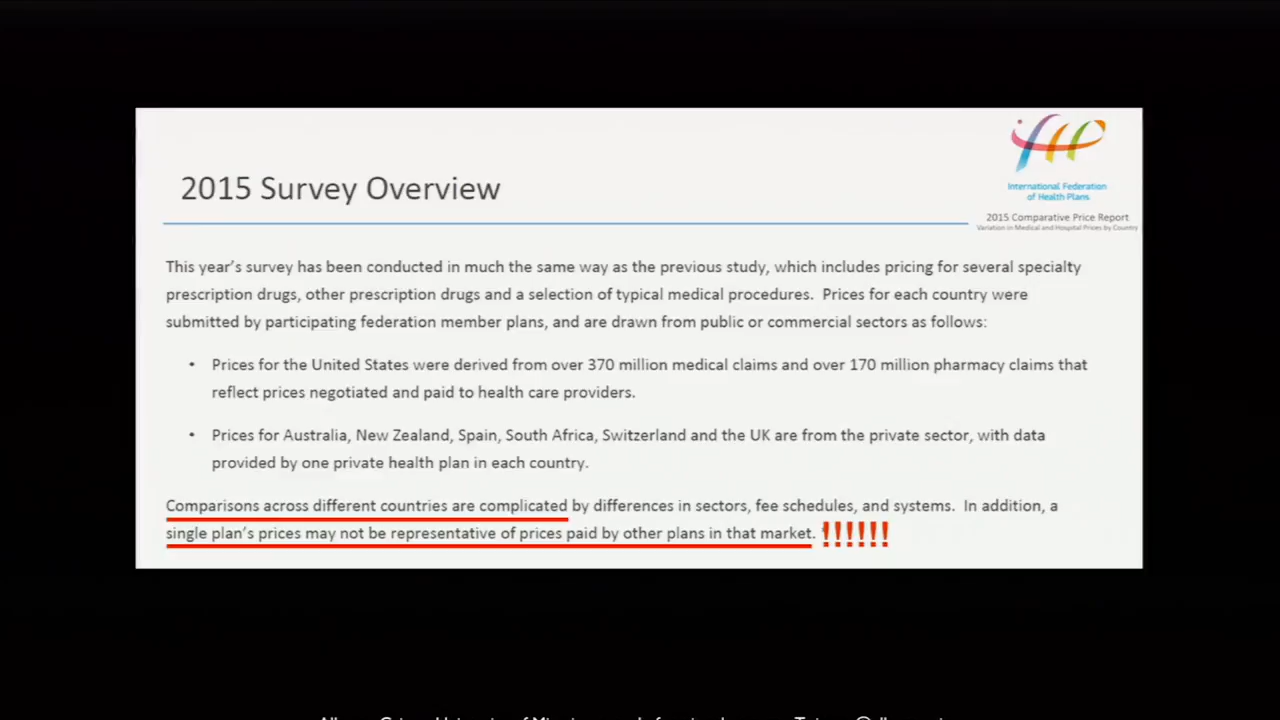 International Federation
of Health Plans
2015 Survey Overview
2015 Comparative Price Report
Variation in Medical and Hospital Prices by Country
This year's survey has been conducted in much the same way as the previous study, which includes pricing for several specialty
prescription drugs, other prescription drugs and a selection of typical medical procedures. Prices for each country were
submitted by participating federation member plans, and are drawn from public or commercial sectors as follows:
• Prices for the United States were derived from over 370 million medical claims and over 170 million pharmacy claims that
reflect prices negotiated and paid to health care providers.
• Prices for Australia, New Zealand, Spain, South Africa, Switzerland and the UK are from the private sector, with data
provided by one private health plan in each country.
Comparisons across different countries are complicated by differences in sectors, fee schedules, and systems. In addition, a
single plan's prices may not be representative of prices paid by other plans in that market. !!!!!!